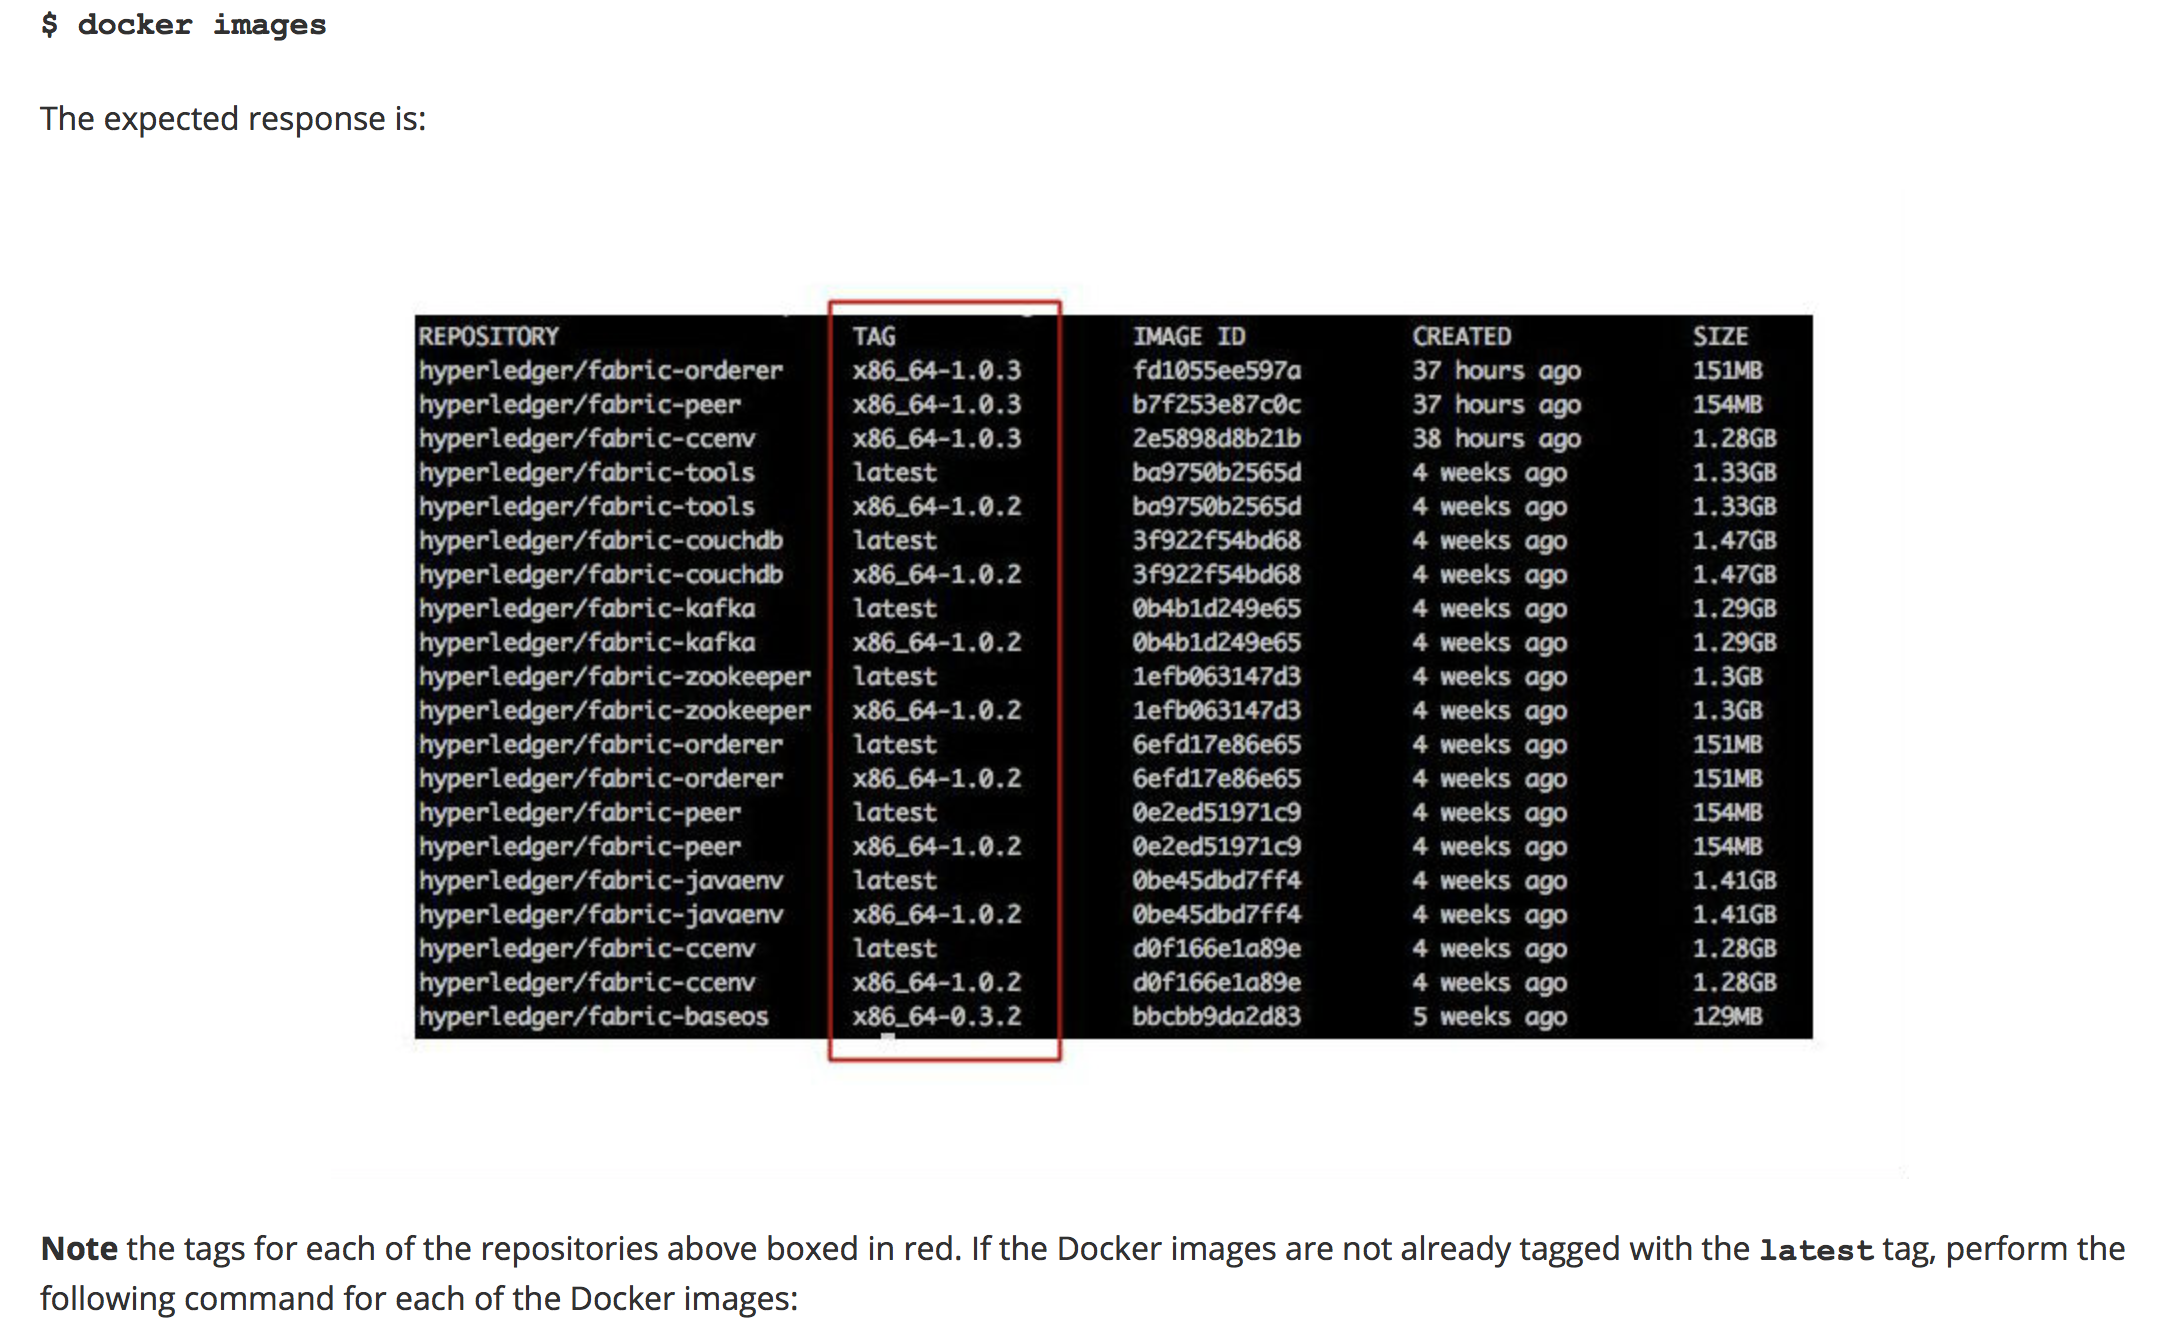 $ docker images
The expected response is:
REPOSITORY TAG IMAGE ID CREATED SIZE
hyperledger/fabric-orderer x86_64-1.0.3 fd1055ee597a 37 hours ago 151MB
hyperledger/fabric-peer x86_64-1.0.3 b7f253e87c0c 37 hours ago 154MB
hyperledger/fabric-ccenv x86_64-1.0.3 2e5898d8b21b 38 hours ago 1.28GB
hyperledger/fabric-tools latest ba9750b2565d 4 weeks ago 1.33GB
hyperledger/fabric-tools x86_64-1.0.2 ba9750b2565d 4 weeks ago 1.33GB
hyperledger/fabric-couchdb latest 3f922f54bd68 4 weeks ago 1.47GB
hyperledger/fabric-couchdb x86_64-1.0.2 3f922f54bd68 4 weeks ago 1.47GB
hyperledger/fabric-kafka latest 0b4b1d249e65 4 weeks ago 1.29GB
hyperledger/fabric-kafka x86_64-1.0.2 0b4b1d249e65 4 weeks ago 1.29GB
hyperledger/fabric-zookeeper latest 1efb063147d3 4 weeks ago 1.3GB
hyperledger/fabric-zookeeper x86_64-1.0.2 1efb063147d3 4 weeks ago 1.3GB
hyperledger/fabric-orderer latest 6efd17e86e65 4 weeks ago 151MB
hyperledger/fabric-orderer x86_64-1.0.2 6efd17e86e65 4 weeks ago 151MB
hyperledger/fabric-peer latest 0e2ed51971c9 4 weeks ago 154MB
hyperledger/fabric-peer x86_64-1.0.2 0e2ed51971c9 4 weeks ago 154MB
hyperledger/fabric-javaenv latest 0be45dbd7ff4 4 weeks ago 1.41GB
hyperledger/fabric-javaenv x86_64-1.0.2 0be45dbd7ff4 4 weeks ago 1.41GB
hyperledger/fabric-ccenv latest d0f166e1a89e 4 weeks ago 1.28GB
hyperledger/fabric-ccenv x86_64-1.0.2 d0f166e1a89e 4 weeks ago 1.28GB
hyperledger/fabric-baseos x86_64-0.3.2 bbcbb9da2d83 5 weeks ago 129MB
Note the tags for each of the repositories above boxed in red. If the Docker images are not already tagged with the latest tag, perform the
following command for each of the Docker images: